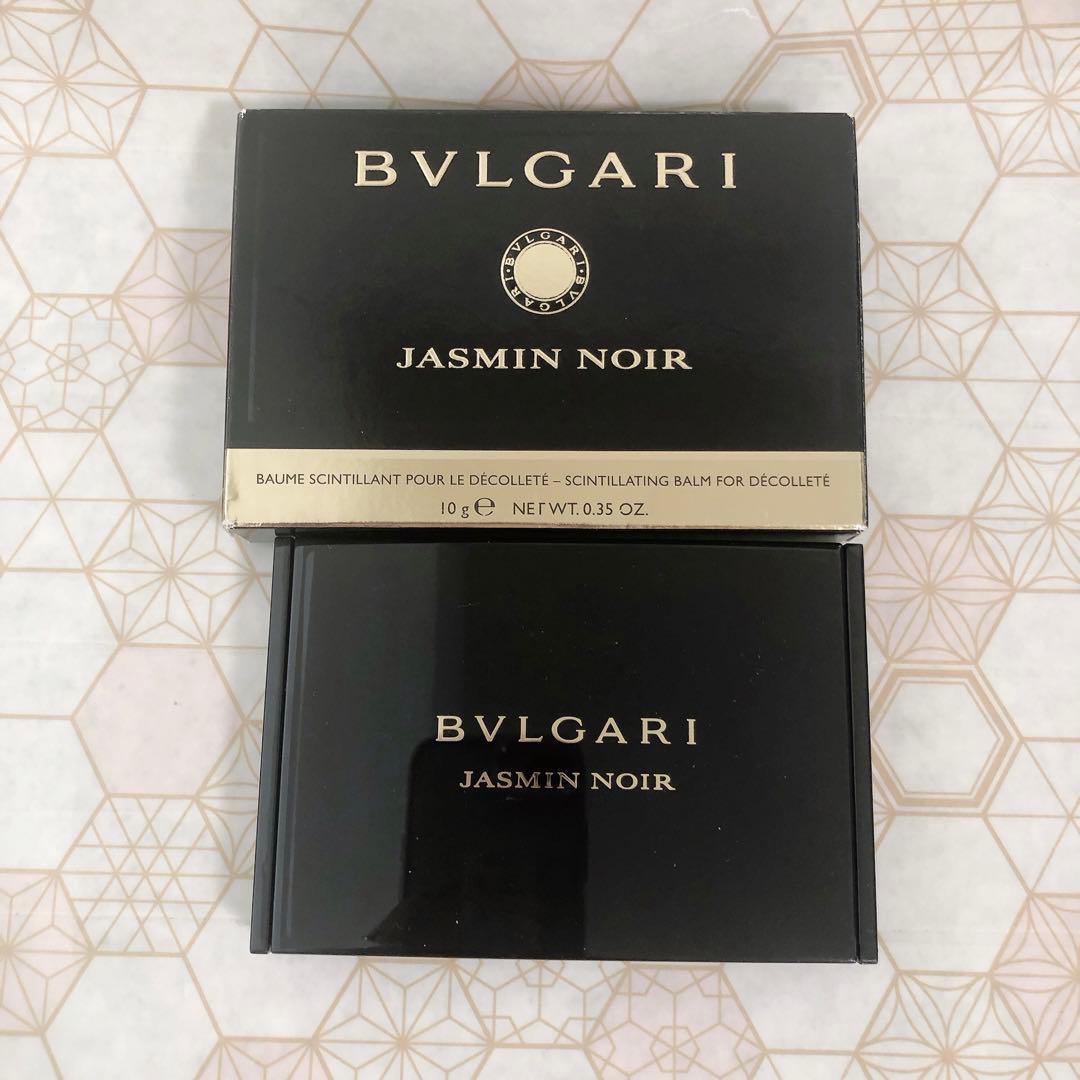 BVLGARI
BVLGARI · BVLGARI ·
JASMIN NOIR
BAUME SCINTILLANT POUR LE DÉCOLLETÉ – SCINTILLATING BALM FOR DÉCOLLETÉ
10 g ℮ NET WT. 0.35 OZ.
BVLGARI
JASMIN NOIR